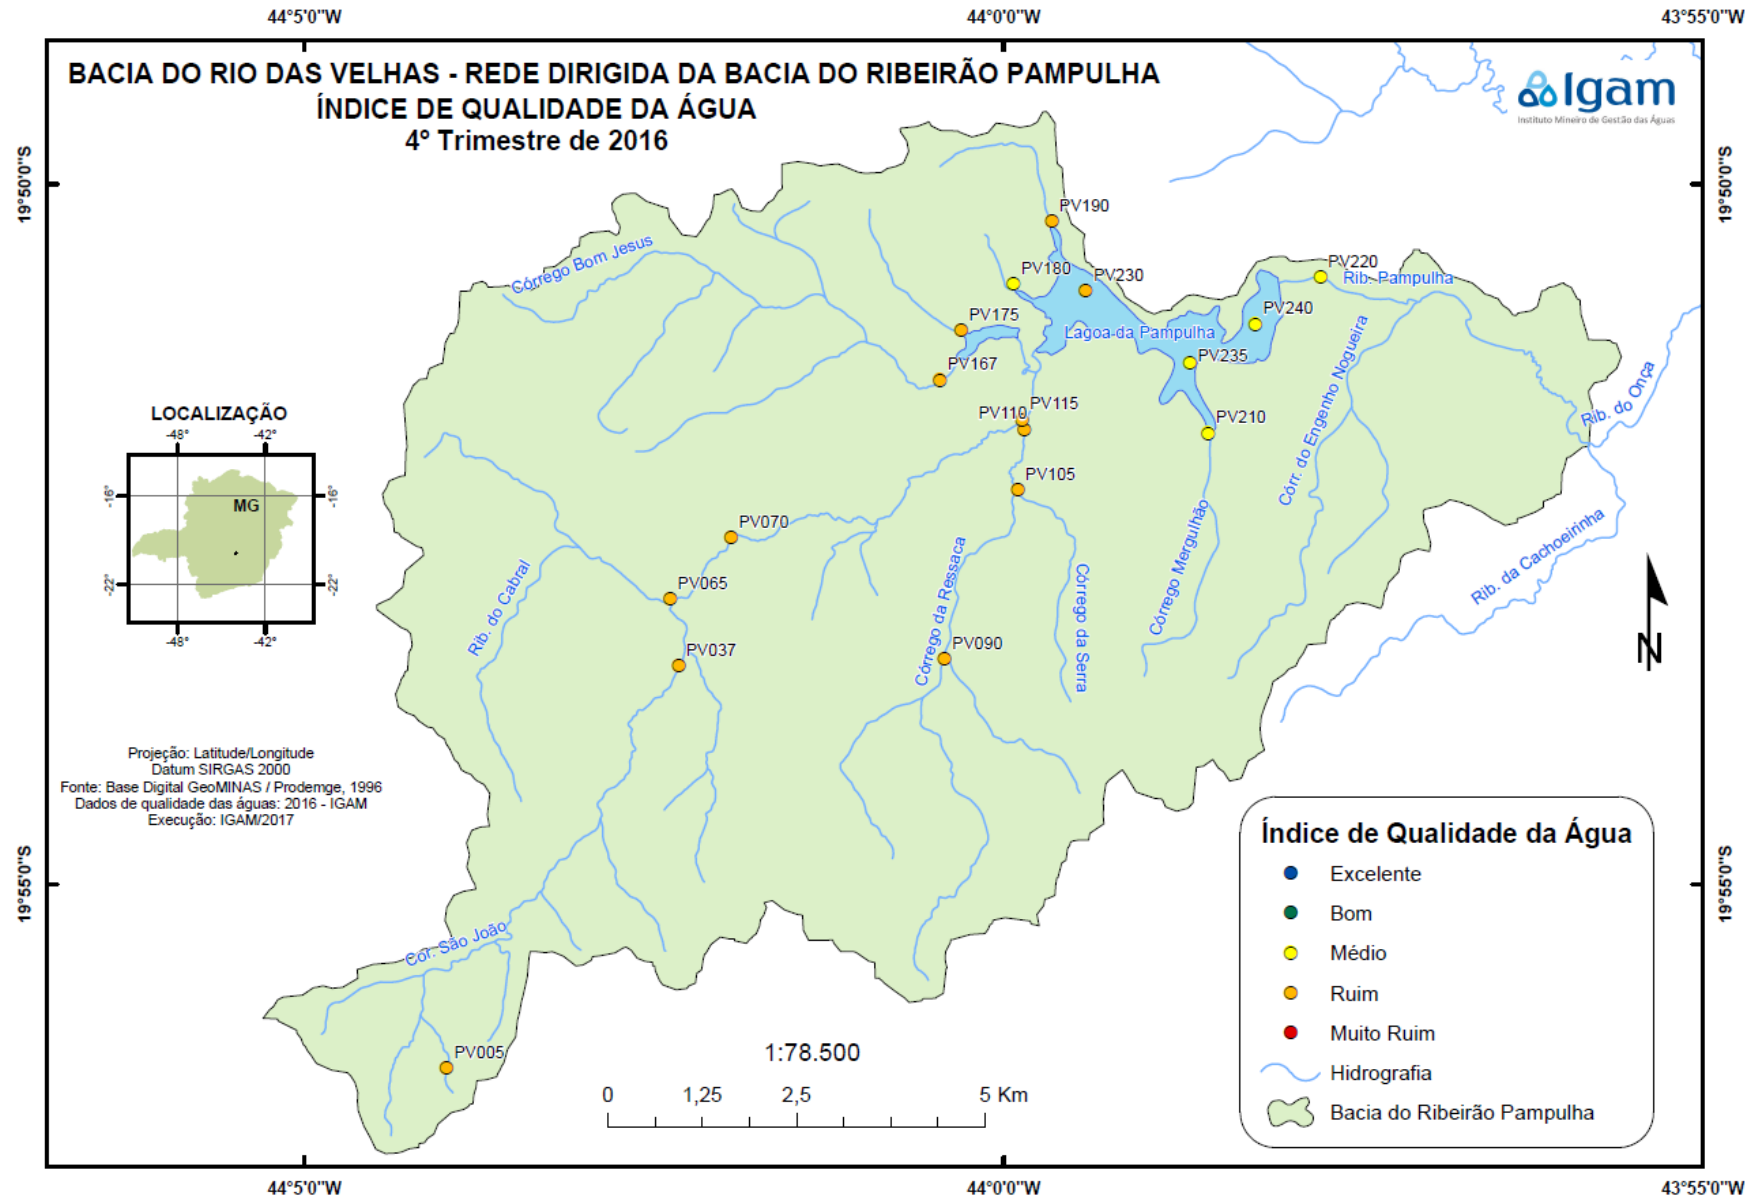 44°5'0"W
44°0'0"W
43°55'0"W
BACIA DO RIO DAS VELHAS - REDE DIRIGIDA DA BACIA DO RIBEIRÃO PAMPULHA
ÍNDICE DE QUALIDADE DA ÁGUA
4° Trimestre de 2016
Igam
Instituto Mineiro de Gestão das Águas
19°50'0"S
19°50'0"S
PV190
Córrego Bom Jesus
PV180
PV230
PV220
Rib. Pampulha
PV175
PV240
Lagoa da Pampulha
PV235
PV167
PV115
PV110
PV210
Córr. do Engenho Nogueira
Rib. do Onça
LOCALIZAÇÃO
-48°
-42°
-16°
-16°
MG
-22°
-22°
-48°
-42°
PV105
PV070
Rib. da Cachoeirinha
Córrego Mergulhão
Córrego da Ressaca
Córrego da Serra
Rib. do Cabral
PV065
PV037
PV090
N
Projeção: Latitude/Longitude
Datum SIRGAS 2000
Fonte: Base Digital GeoMINAS / Prodemge, 1996
Dados de qualidade das águas: 2016 - IGAM
Execução: IGAM/2017
19°55'0"S
19°55'0"S
Cor. São João
PV005
1:78.500
0 1,25 2,5 5 Km
Índice de Qualidade da Água
Excelente
Bom
Médio
Ruim
Muito Ruim
Hidrografia
Bacia do Ribeirão Pampulha
44°5'0"W
44°0'0"W
43°55'0"W